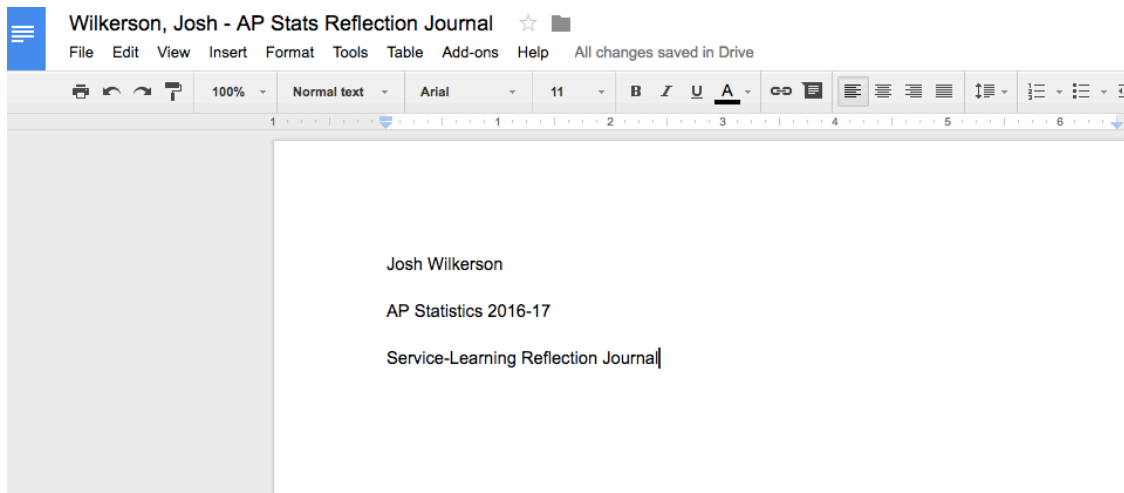 Wilkerson, Josh - AP Stats Reflection Journal
File Edit View Insert Format Tools Table Add-ons Help All changes saved in Drive
100% Normal text Arial 11 B I U A
1 1 2 3 4 5 6
Josh Wilkerson
AP Statistics 2016-17
Service-Learning Reflection Journal